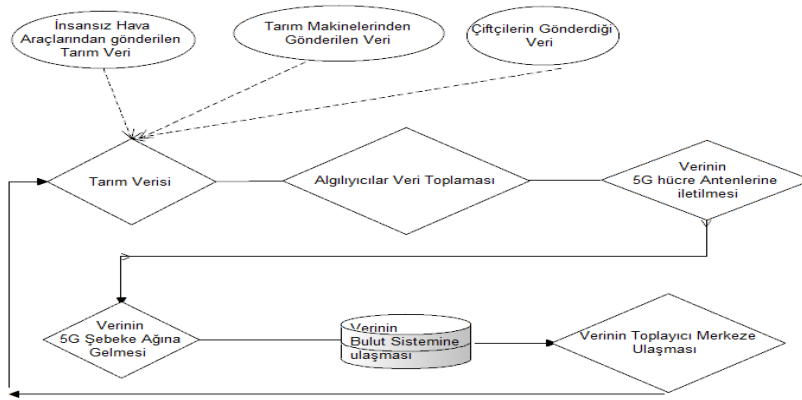 İnsansız Hava
Araçlarından gönderilen
Tarım Veri
Tarım Makinelerinden
Gönderilen Veri
Çiftçilerin Gönderdiği
Veri
Tarım Verisi
Algılıyıcılar Veri Toplaması
Verinin
5G hücre Antenlerine
iletilmesi
Verinin
5G Şebeke Ağına
Gelmesi
Verinin
Bulut Sistemine
ulaşması
Verinin Toplayıcı Merkeze
Ulaşması